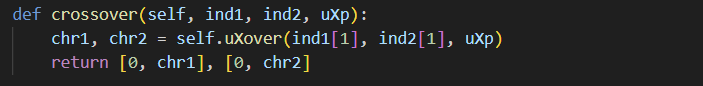 def crossover(self, ind1, ind2, uXp):
    chr1, chr2 = self.uXover(ind1[1], ind2[1], uXp)
    return [0, chr1], [0, chr2]